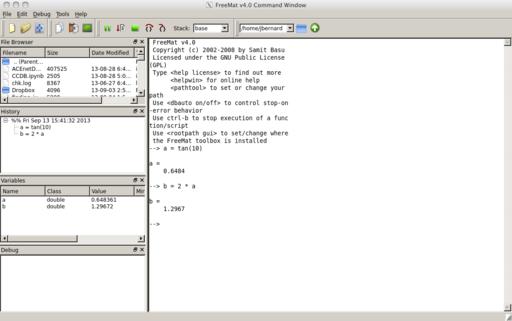 FreeMat v4.0 Command Window
File Edit Debug Tools Help
Stack: base /home/jbernard
File Browser
Filename Size Date Modified
.. (Parent...
ACEnetD... 407525 13-08-28 6:4...
CCDB.ipynb 2505 13-08-28 5:0...
chk.log 8367 13-06-27 6:4...
Dropbox 4096 13-09-03 2:5...
History
%% Fri Sep 13 15:41:32 2013
a = tan(10)
b = 2 * a
Variables
Name Class Value
a double 0.648361
b double 1.29672
Debug
FreeMat v4.0
Copyright (c) 2002-2008 by Samit Basu
Licensed under the GNU Public License
(GPL)
Type <help license> to find out more
<helpwin> for online help
<pathtool> to set or change your
path
Use <dbauto on/off> to control stop-on
-error behavior
Use ctrl-b to stop execution of a func
tion/script
Use <rootpath gui> to set/change where
the FreeMat toolbox is installed
--> a = tan(10)
a =
0.6484
--> b = 2 * a
b =
1.2967
-->